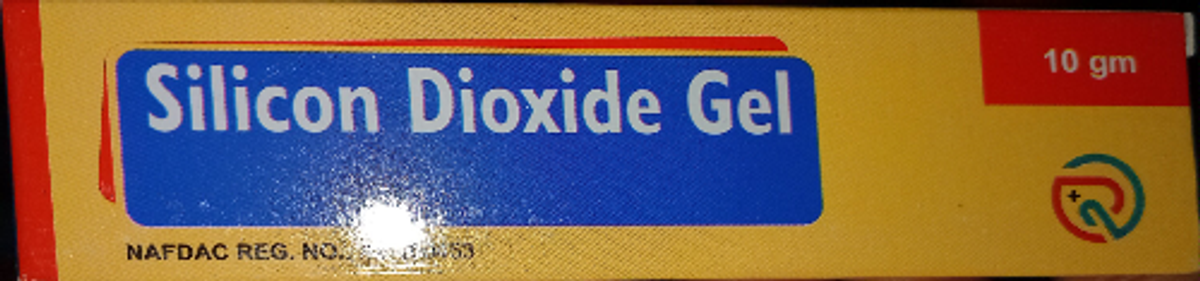 Silicon Dioxide Gel
10 gm
NAFDAC REG. NO.: